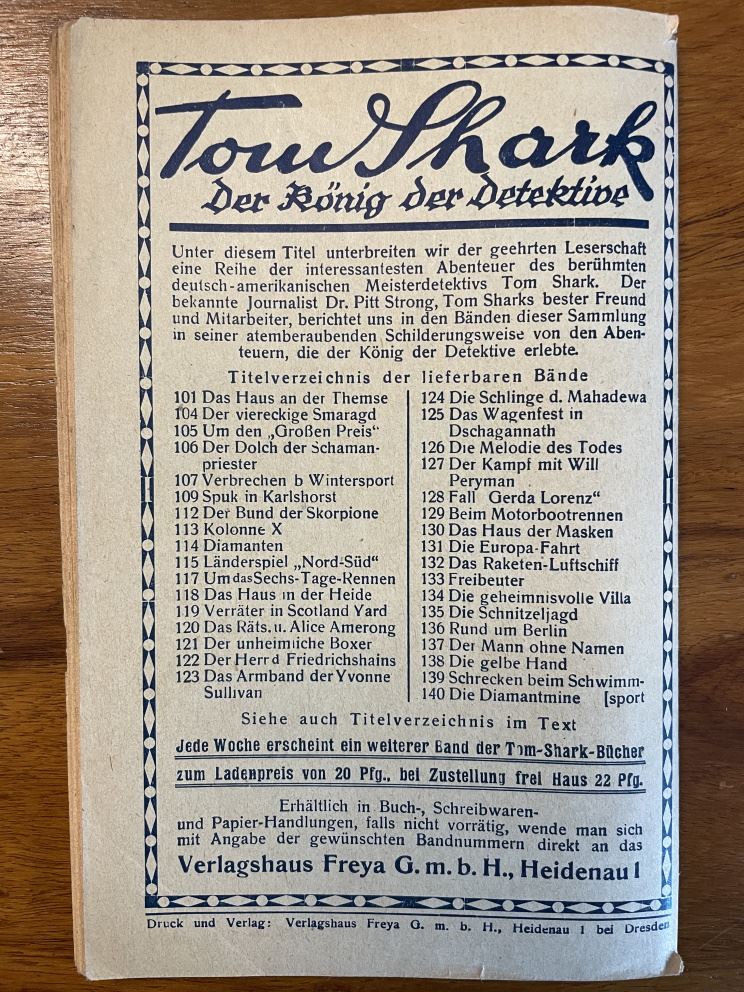 Tom Shark
Der König der Detektive
Unter diesem Titel unterbreiten wir der geehrten Leserschaft
eine Reihe der interessantesten Abenteuer des berühmten
deutsch-amerikanischen Meisterdetektivs Tom Shark. Der
bekannte Journalist Dr. Pitt Strong, Tom Sharks bester Freund
und Mitarbeiter, berichtet uns in den Bänden dieser Sammlung
in seiner atemberaubenden Schilderungsweise von den Aben-
teuern, die der König der Detektive erlebte.
Titelverzeichnis der lieferbaren Bände
101 Das Haus an der Themse
104 Der viereckige Smaragd
105 Um den „Großen Preis“
106 Der Dolch der Schaman-
priester
107 Verbrechen b Wintersport
109 Spuk in Karlshorst
112 Der Bund der Skorpione
113 Kolonne X
114 Diamanten
115 Länderspiel „Nord-Süd“
117 Um das Sechs-Tage-Rennen
118 Das Haus in der Heide
119 Verräter in Scotland Yard
120 Das Räts. u. Alice Amerong
121 Der unheimliche Boxer
122 Der Herr d Friedrichshains
123 Das Armband der Yvonne
Sullivan
124 Die Schlinge d. Mahadewa
125 Das Wagenfest in
Dschagannath
126 Die Melodie des Todes
127 Der Kampf mit Will
Peryman
128 Fall Gerda Lorenz“
129 Beim Motorbootrennen
130 Das Haus der Masken
131 Die Europa-Fahrt
132 Das Raketen-Luftschiff
133 Freibeuter
134 Die geheimnisvolle Villa
135 Die Schnitzeljagd
136 Rund um Berlin
137 Der Mann ohne Namen
138 Die gelbe Hand
139 Schrecken beim Schwimm-
140 Die Diamantmine [sport
Siehe auch Titelverzeichnis im Text
Jede Woche erscheint ein weiterer Band der Tom-Shark-Bücher
zum Ladenpreis von 20 Pfg., bei Zustellung frei Haus 22 Pfg.
Erhältlich in Buch-, Schreibwaren-
und Papier-Handlungen, falls nicht vorrätig, wende man sich
mit Angabe der gewünschten Bandnummern direkt an das
Verlagshaus Freya G. m. b. H., Heidenau 1
Druck und Verlag: Verlagshaus Freya G. m. b. H., Heidenau 1 bei Dresden